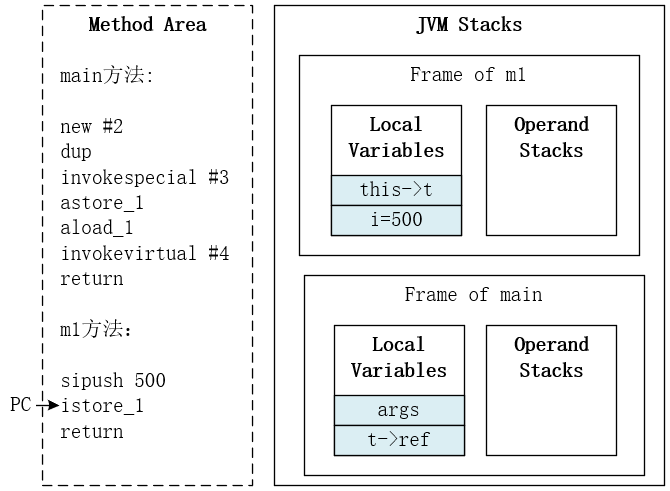 Method Area
main方法:
new #2
dup
invokespecial #3
astore_1
aload_1
invokevirtual #4
return
m1方法：
sipush 500
PC
istore_1
return
JVM Stacks
Frame of m1
Local
Variables
this->t
i=500
Operand
Stacks
Frame of main
Local
Variables
args
t->ref
Operand
Stacks